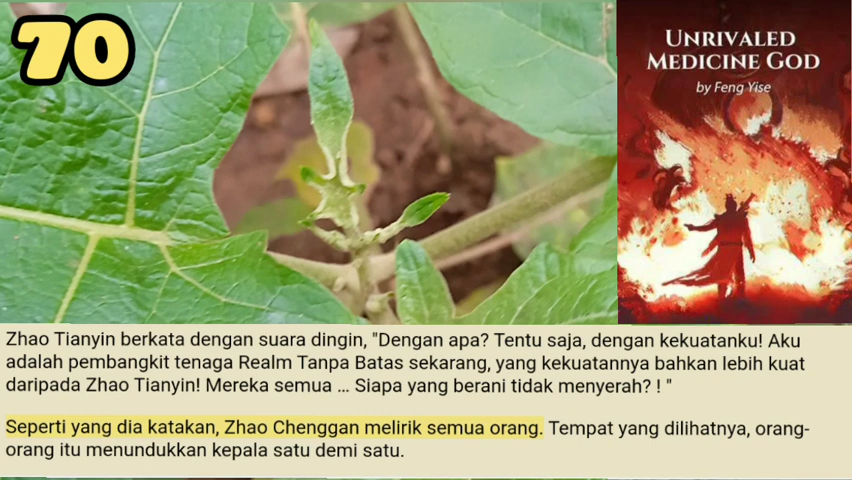 70
UNRIVALED
MEDICINE GOD
by Feng Yise
Zhao Tianyin berkata dengan suara dingin, "Dengan apa? Tentu saja, dengan kekuatanku! Aku
adalah pembangkit tenaga Realm Tanpa Batas sekarang, yang kekuatannya bahkan lebih kuat
daripada Zhao Tianyin! Mereka semua ... Siapa yang berani tidak menyerah? ! "
Seperti yang dia katakan, Zhao Chenggan melirik semua orang. Tempat yang dilihatnya, orang-
orang itu menundukkan kepala satu demi satu.